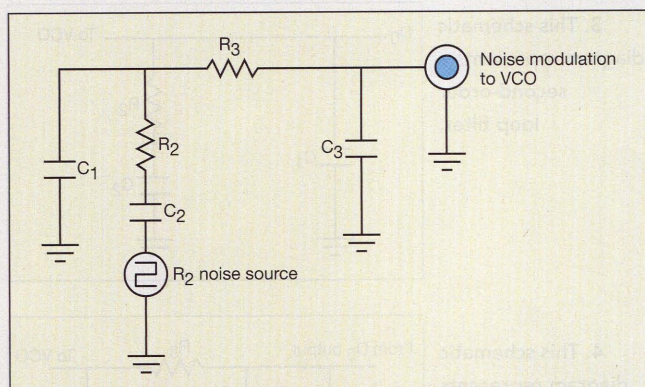 R3
Noise modulation
to VCO
R2
C3
C1
C2
R2 noise source